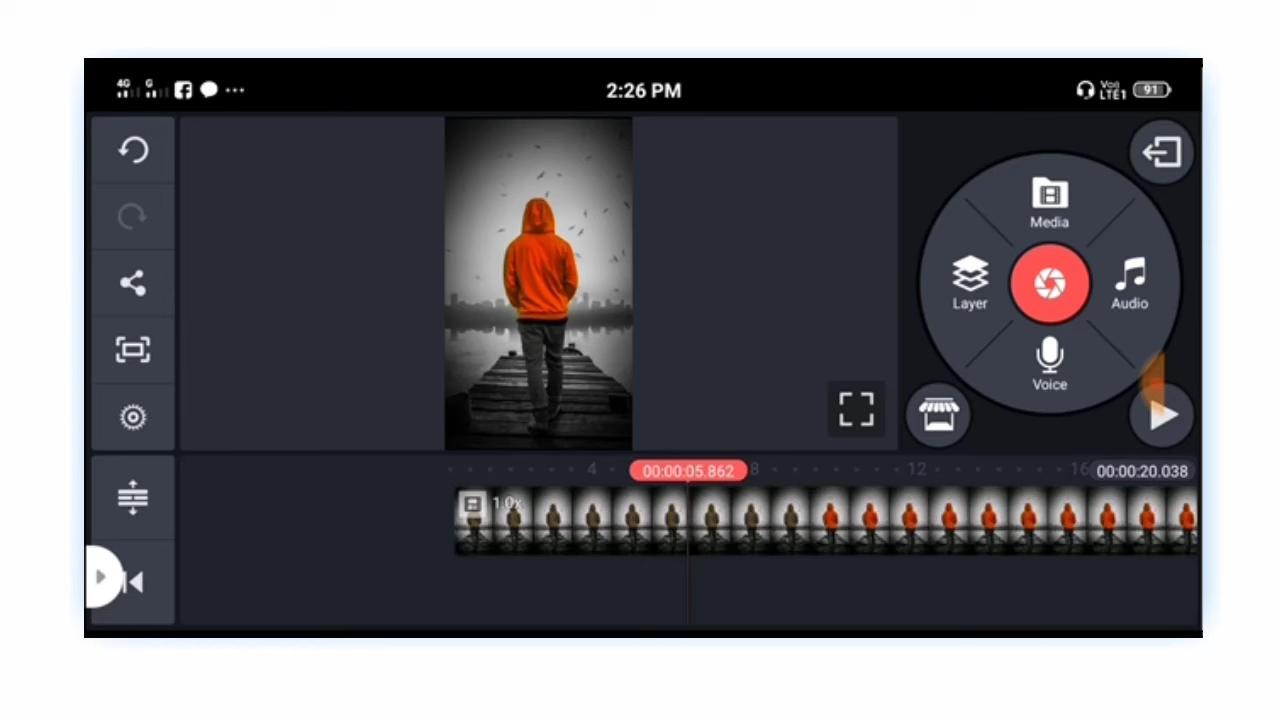 4G G 2:26 PM Vo)) LTE1 91
Media
Layer
Audio
Voice
4 00:00:05.862 8 12 16 00:00:20.038
1.0x